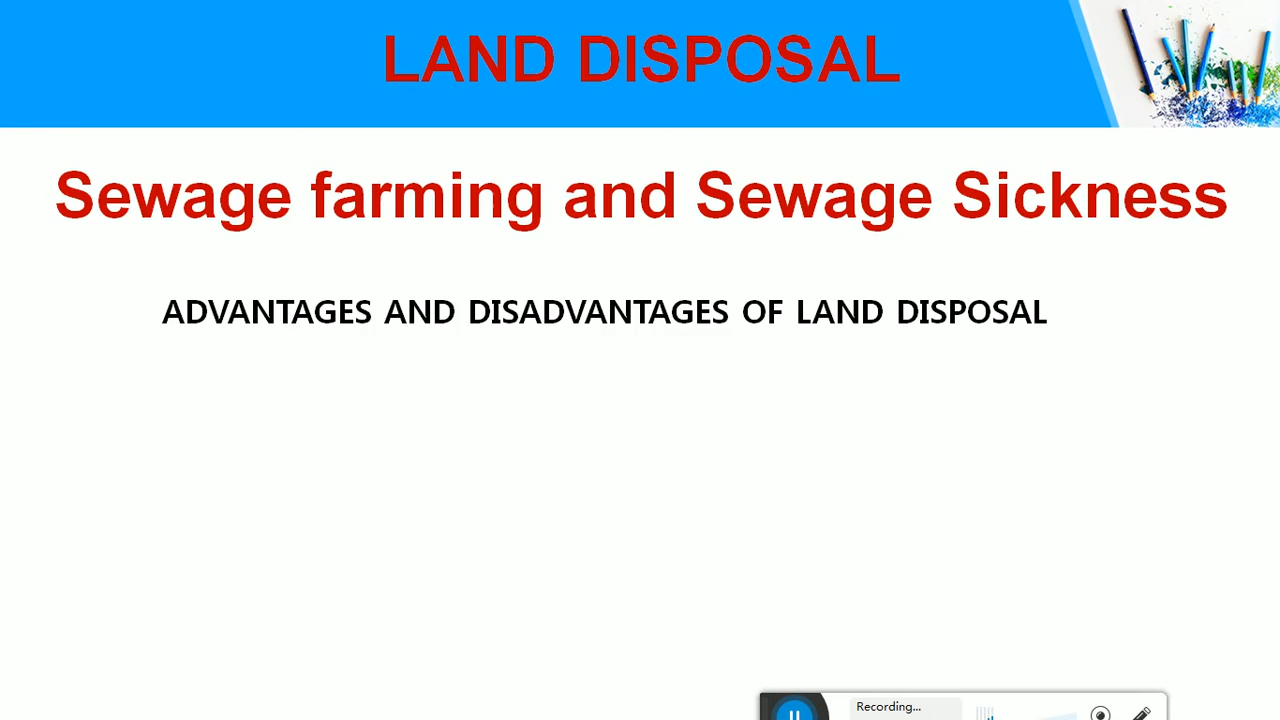 LAND DISPOSAL
Sewage farming and Sewage Sickness
ADVANTAGES AND DISADVANTAGES OF LAND DISPOSAL
Recording...